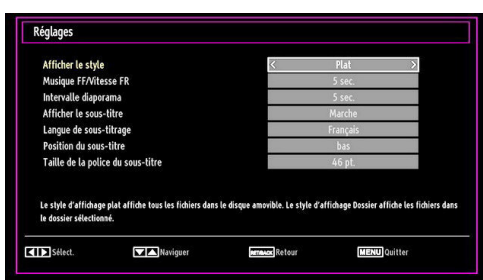 Réglages
Afficher le style < Plat >
Musique FF/Vitesse FR 5 sec.
Intervalle diaporama 5 sec.
Afficher le sous-titre Marche
Langue de sous-titrage Français
Position du sous-titre bas
Taille de la police du sous-titre 46 pt.
Le style d'affichage plat affiche tous les fichiers dans le disque amovible. Le style d'affichage Dossier affiche les fichiers dans
le dossier sélectionné.
Sélect. Naviguer RET/BACK Retour MENU Quitter